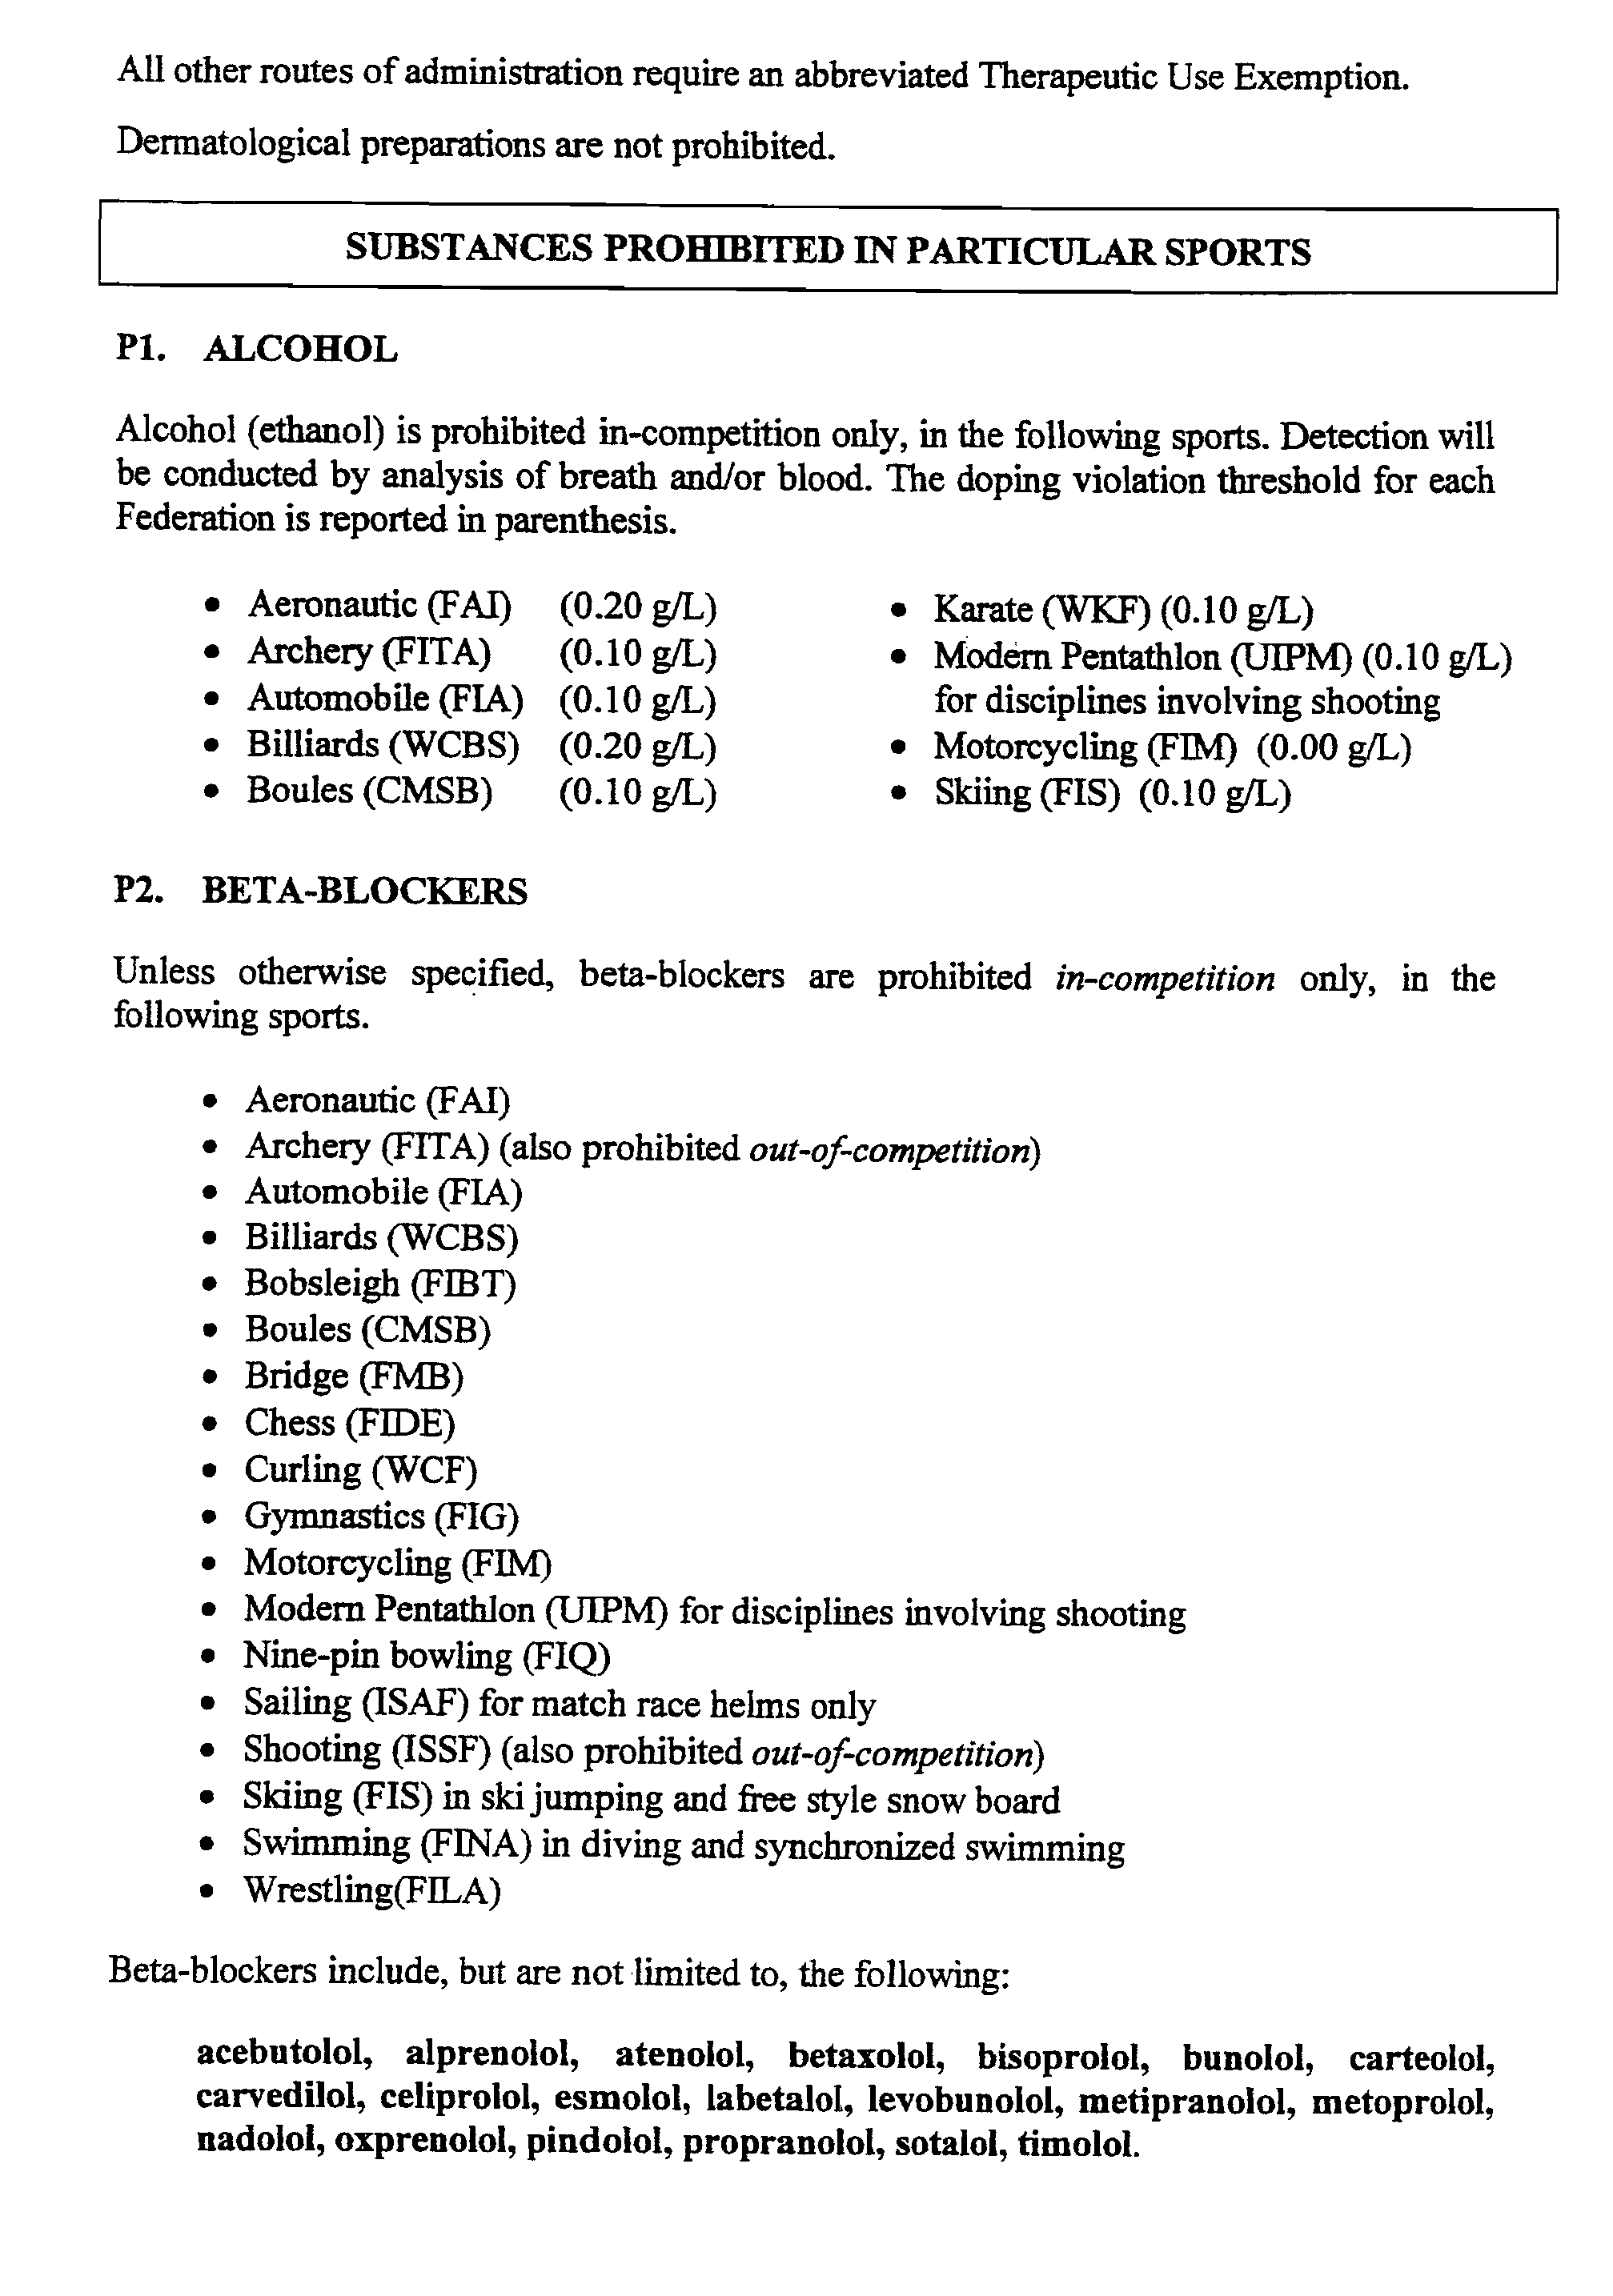 All other routes of administration require an abbreviated Therapeutic Use Exemption.
Dermatological preparations are not prohibited.
SUBSTANCES PROHIBITED IN PARTICULAR SPORTS
P1. ALCOHOL
Alcohol (ethanol) is prohibited in-competition only, in the following sports. Detection will
be conducted by analysis of breath and/or blood. The doping violation threshold for each
Federation is reported in parenthesis.
• Aeronautic (FAI) (0.20 g/L)
• Archery (FITA) (0.10 g/L)
• Automobile (FIA) (0.10 g/L)
• Billiards (WCBS) (0.20 g/L)
• Boules (CMSB) (0.10 g/L)
• Karate (WKF) (0.10 g/L)
• Modern Pentathlon (UIPM) (0.10 g/L)
for disciplines involving shooting
• Motorcycling (FIM) (0.00 g/L)
• Skiing (FIS) (0.10 g/L)
P2. BETA-BLOCKERS
Unless otherwise specified, beta-blockers are prohibited in-competition only, in the
following sports.
• Aeronautic (FAI)
• Archery (FITA) (also prohibited out-of-competition)
• Automobile (FIA)
• Billiards (WCBS)
• Bobsleigh (FIBT)
• Boules (CMSB)
• Bridge (FMB)
• Chess (FIDE)
• Curling (WCF)
• Gymnastics (FIG)
• Motorcycling (FIM)
• Modern Pentathlon (UIPM) for disciplines involving shooting
• Nine-pin bowling (FIQ)
• Sailing (ISAF) for match race helms only
• Shooting (ISSF) (also prohibited out-of-competition)
• Skiing (FIS) in ski jumping and free style snow board
• Swimming (FINA) in diving and synchronized swimming
• Wrestling(FILA)
Beta-blockers include, but are not limited to, the following:
acebutolol, alprenolol, atenolol, betaxolol, bisoprolol, bunolol, carteolol,
carvedilol, celiprolol, esmolol, labetalol, levobunolol, metipranolol, metoprolol,
nadolol, oxprenolol, pindolol, propranolol, sotalol, timolol.